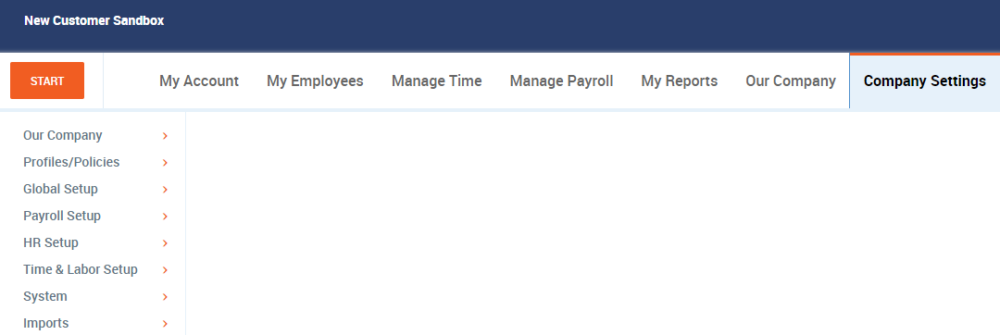 New Customer Sandbox
START
My Account My Employees Manage Time Manage Payroll My Reports Our Company Company Settings
Our Company
Profiles/Policies
Global Setup
Payroll Setup
HR Setup
Time & Labor Setup
System
Imports